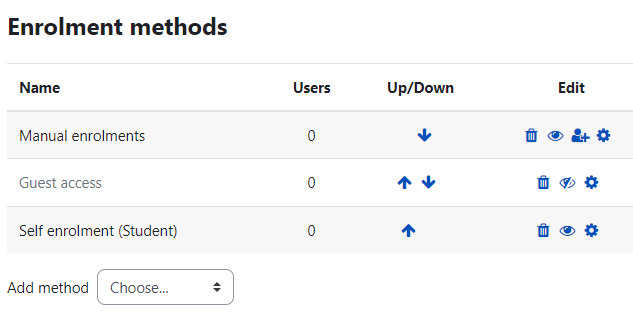 Enrolment methods
Name Users Up/Down Edit
Manual enrolments 0
Guest access 0
Self enrolment (Student) 0
Add method Choose...